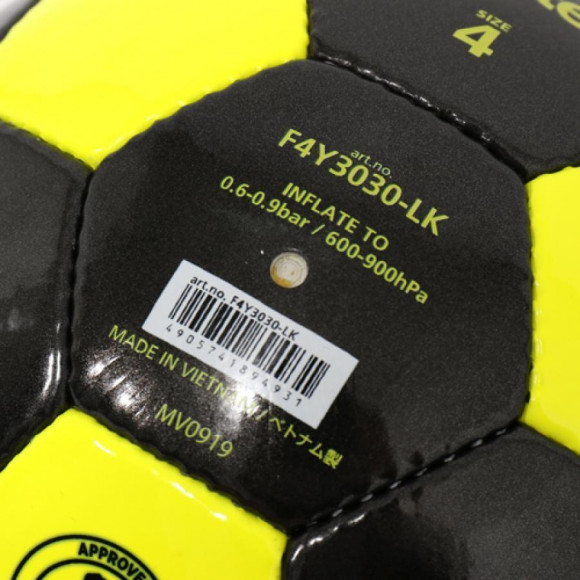 SIZE
4
art.no.
F4Y3030-LK
INFLATE TO
0.6-0.9bar / 600-900hPa
art.no. F4Y3030-LK
4905741894931
MADE IN VIETNAM / ベトナム製
MV0919
APPROVE